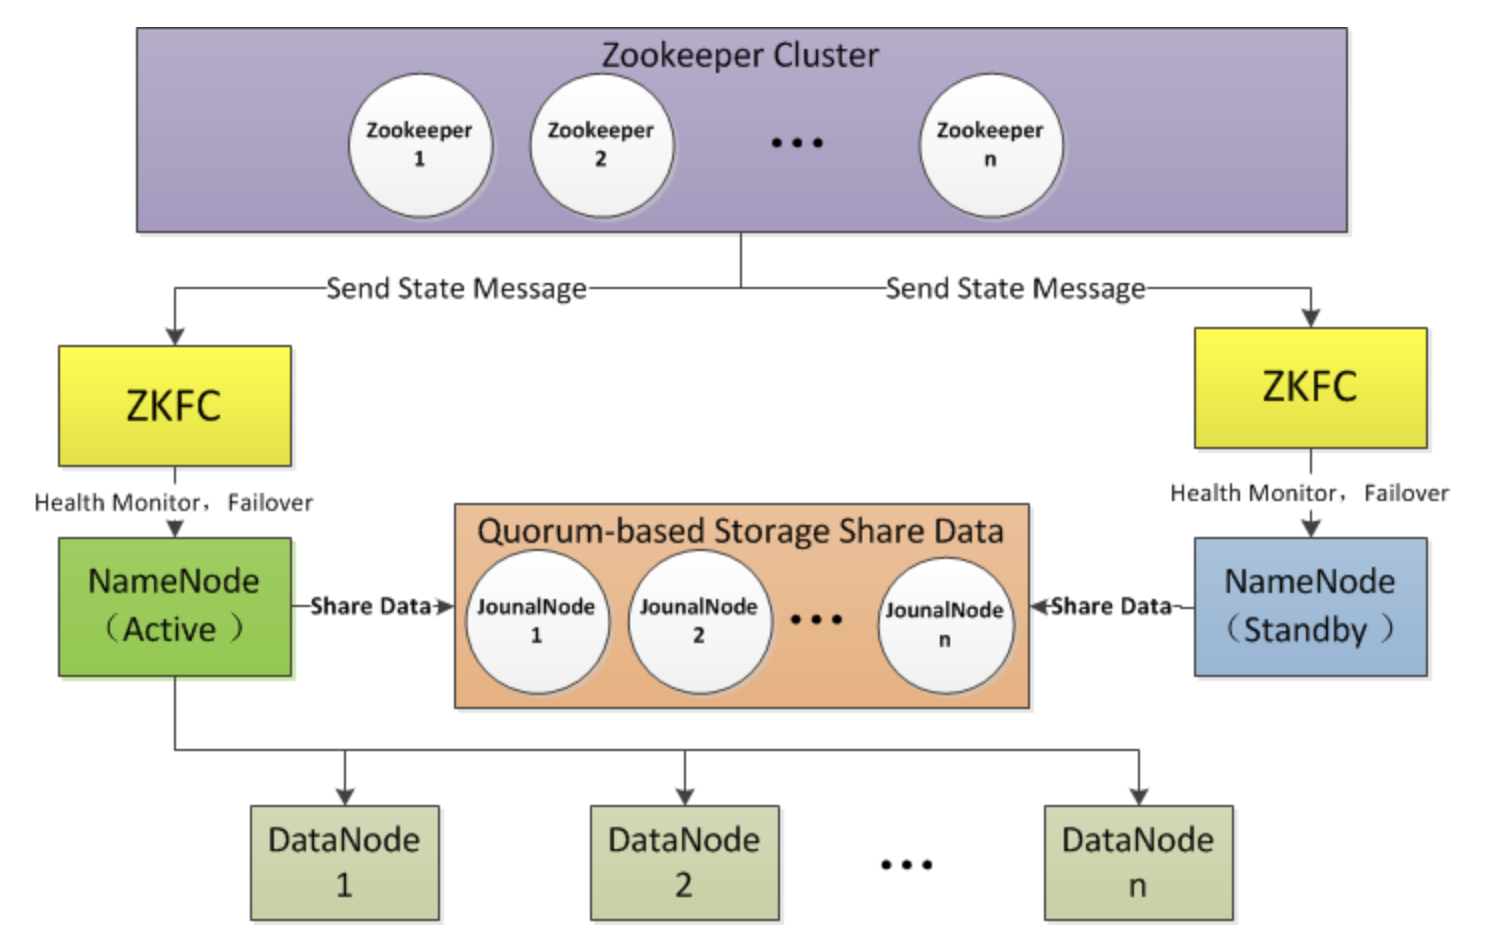 Zookeeper Cluster
Zookeeper
1
Zookeeper
2
•••
Zookeeper
n
Send State Message
Send State Message
ZKFC
ZKFC
Health Monitor，Failover
Health Monitor，Failover
Quorum-based Storage Share Data
NameNode
（Active ）
Share Data
JounalNode
1
JounalNode
2
•••
JounalNode
n
Share Data
NameNode
（Standby ）
DataNode
1
DataNode
2
•••
DataNode
n